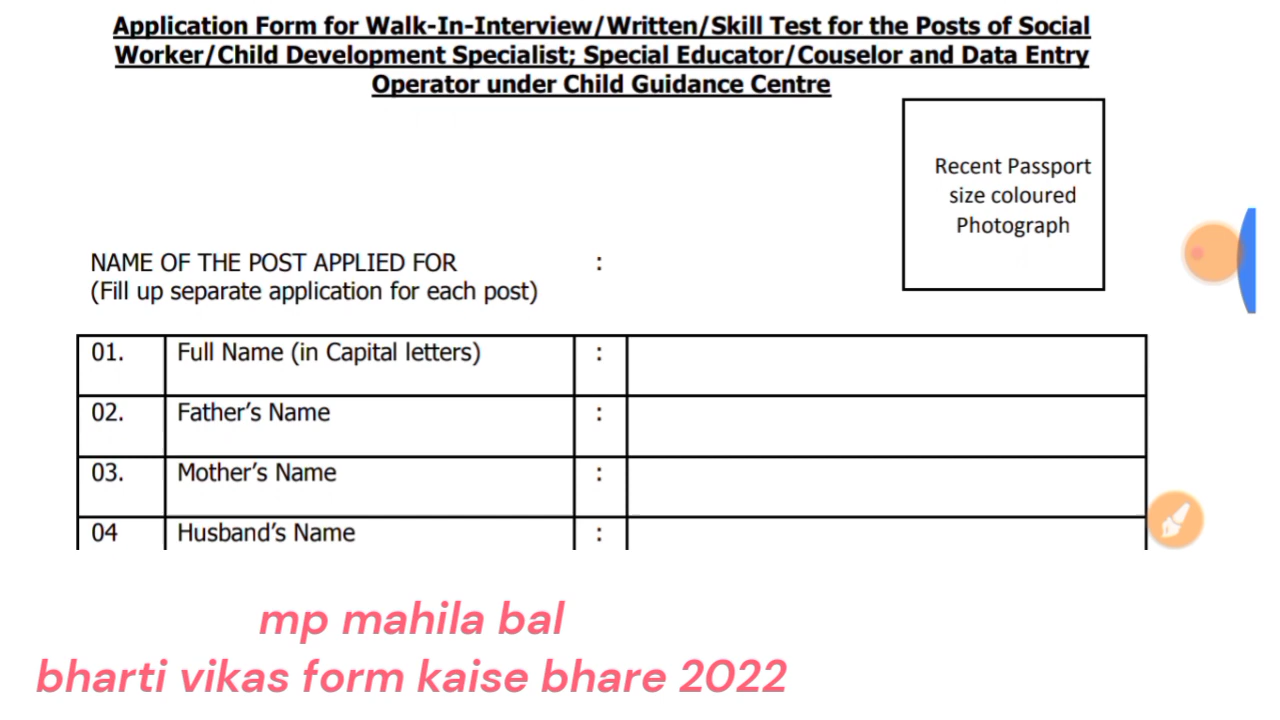 Application Form for Walk-In-Interview/Written/Skill Test for the Posts of Social
Worker/Child Development Specialist; Special Educator/Couselor and Data Entry
Operator under Child Guidance Centre
Recent Passport
size coloured
Photograph
NAME OF THE POST APPLIED FOR :
(Fill up separate application for each post)
01. Full Name (in Capital letters) :
02. Father's Name :
03. Mother's Name :
04 Husband's Name :
mp mahila bal
bharti vikas form kaise bhare 2022